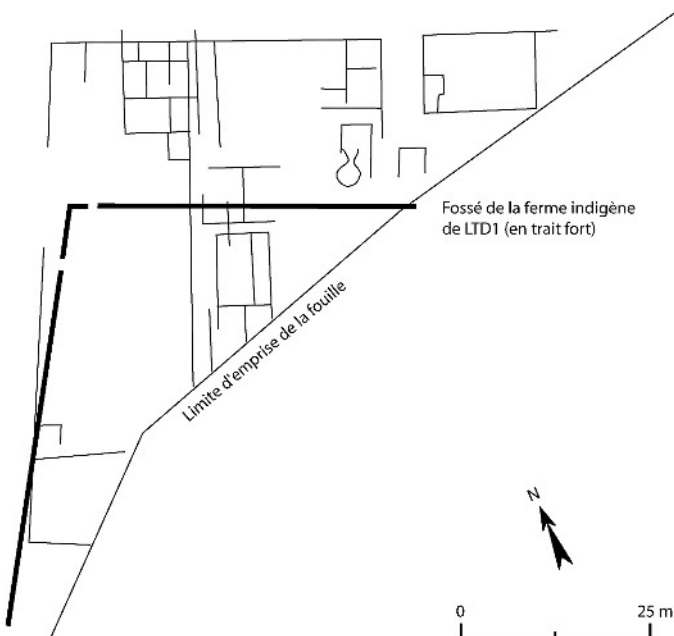 Fossé de la ferme indigène
de LTD1 (en trait fort)
Limite d'emprise de la fouille
N
0 25 m